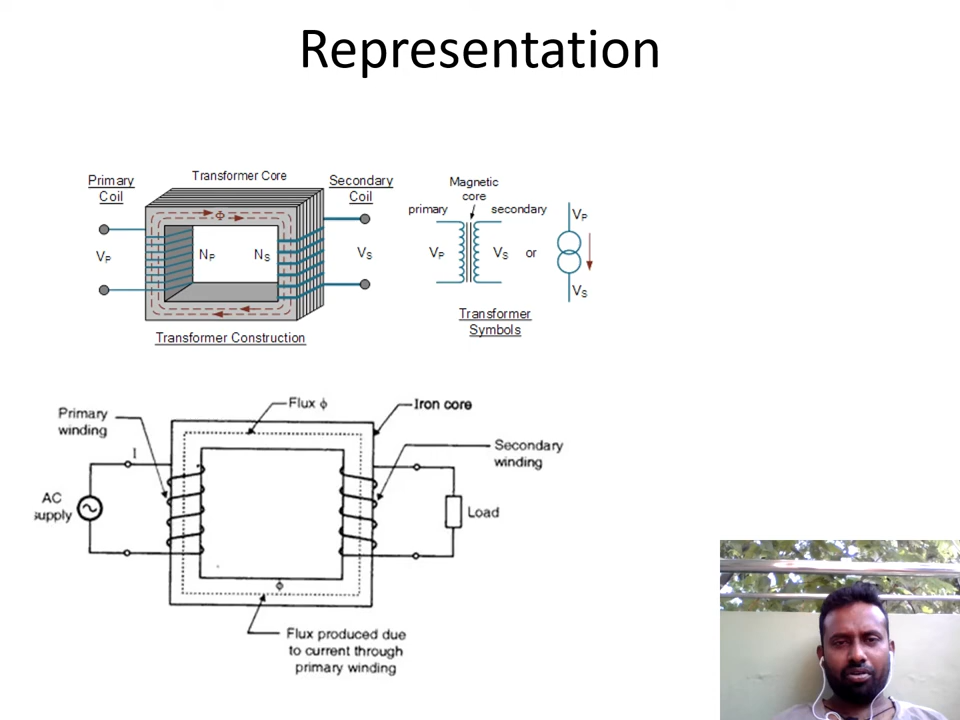 Representation
Primary
Coil
Transformer Core
Secondary
Coil
Φ
VP
NP
NS
VS
Transformer Construction
Magnetic
core
primary
secondary
VP
VS
or
VP
VS
Transformer
Symbols
Primary
winding
Flux ϕ
Iron core
Secondary
winding
I
AC
supply
Load
ϕ
Flux produced due
to current through
primary winding